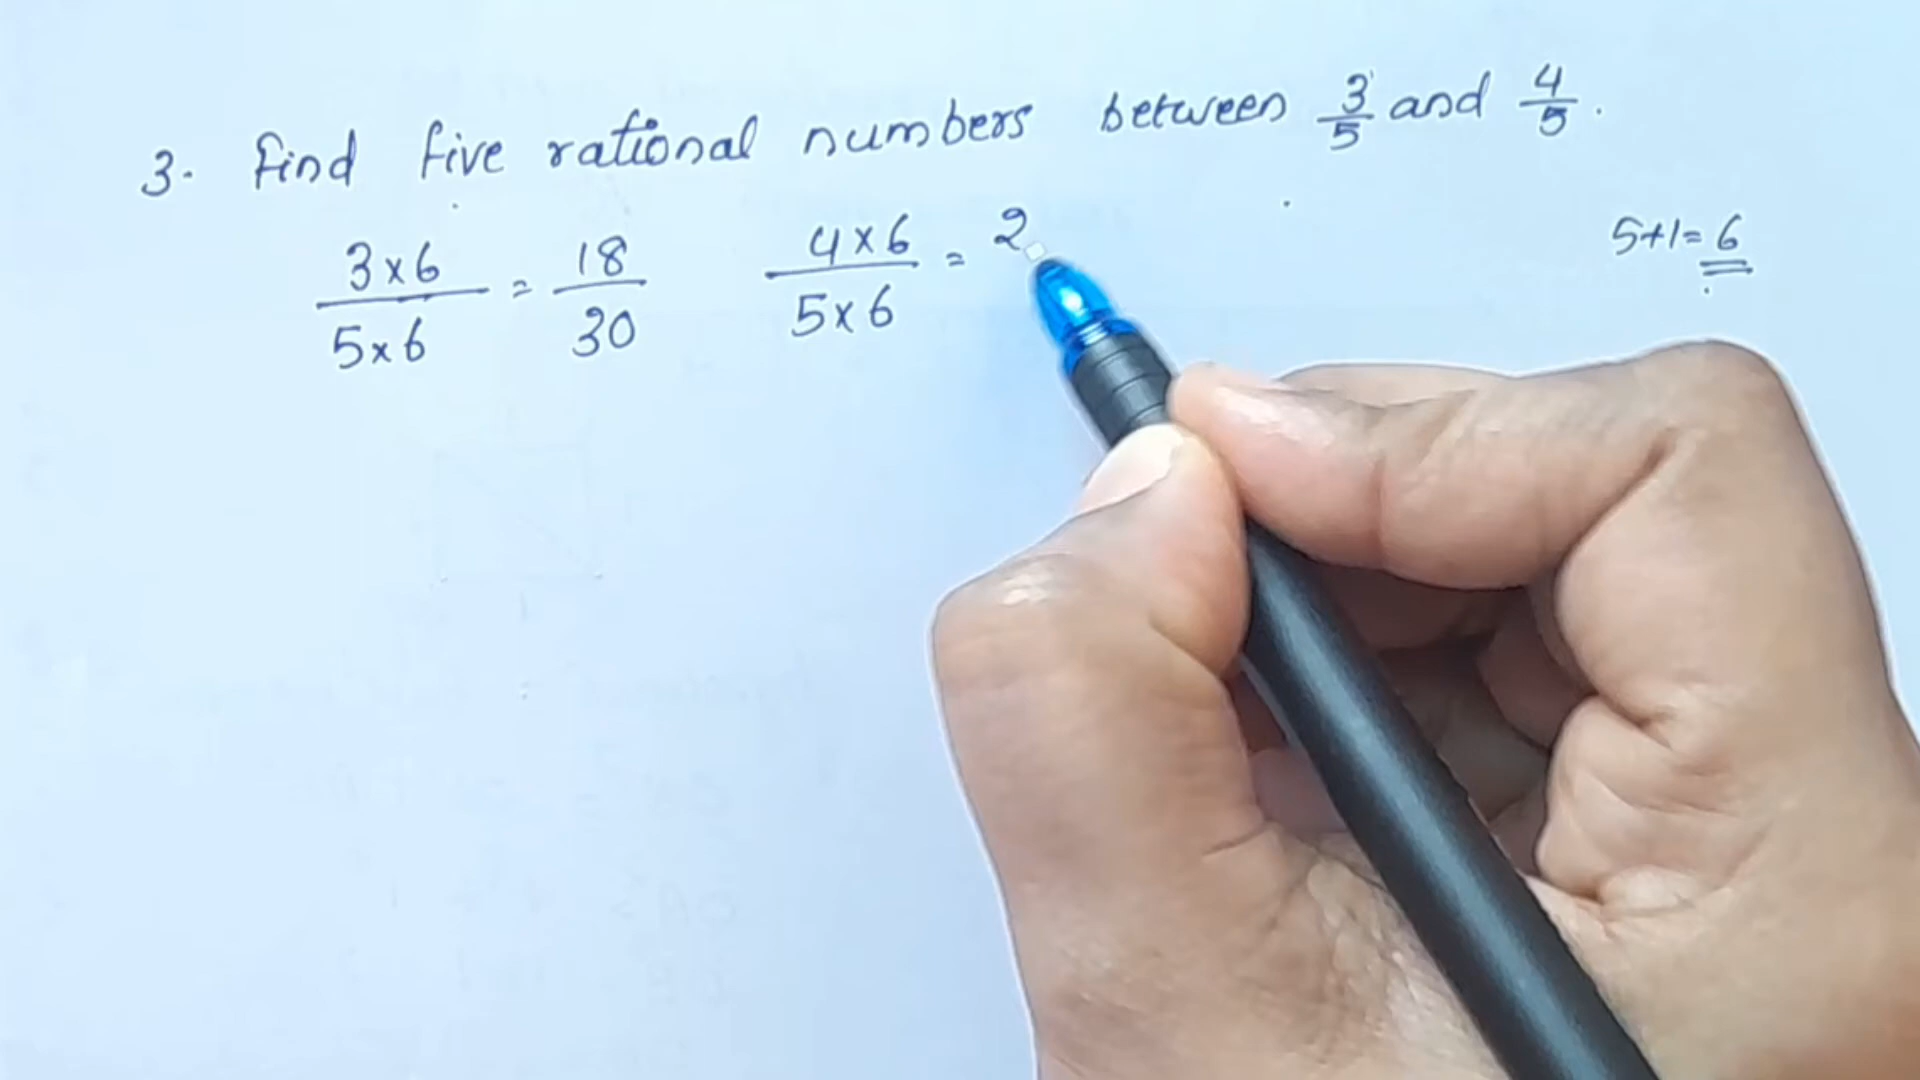 3. Find five rational numbers between 3/5 and 4/5.
3×6/5×6 = 18/30 4×6/5×6 = 2 5+1=6